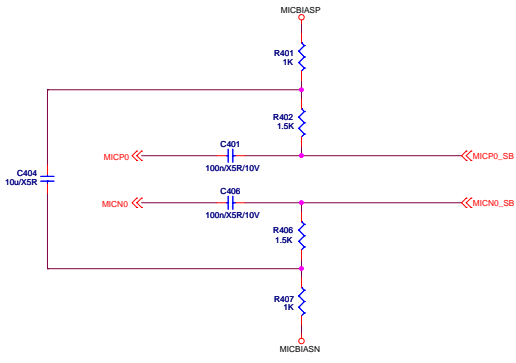 MICBIASP
R401
1K
R402
1.5K
C401
MICP0
100n/X5R/10V
MICP0_SB
C404
10u/X5R
C406
MICN0
100n/X5R/10V
MICN0_SB
R406
1.5K
R407
1K
MICBIASN